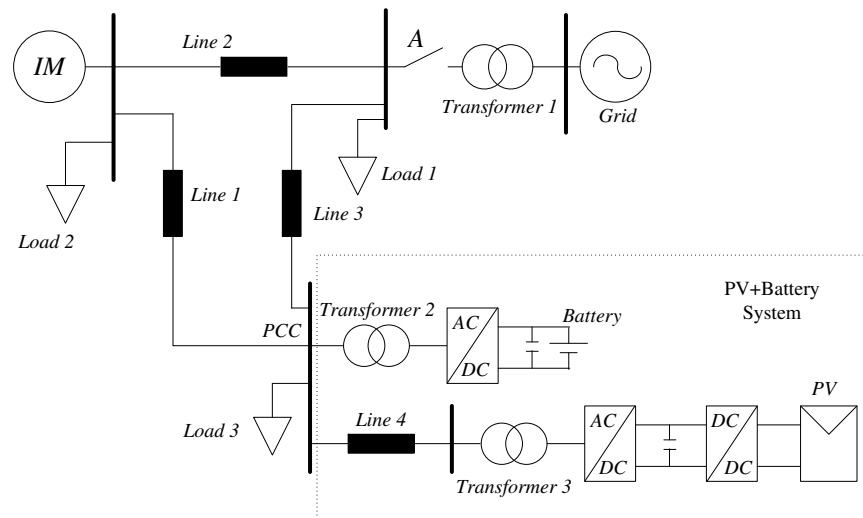 IM
Line 2
A
Transformer 1
Grid
Load 1
Line 1
Line 3
Load 2
PV+Battery
System
Transformer 2
Battery
AC
DC
PCC
PV
Line 4
Load 3
AC
DC
DC
DC
Transformer 3